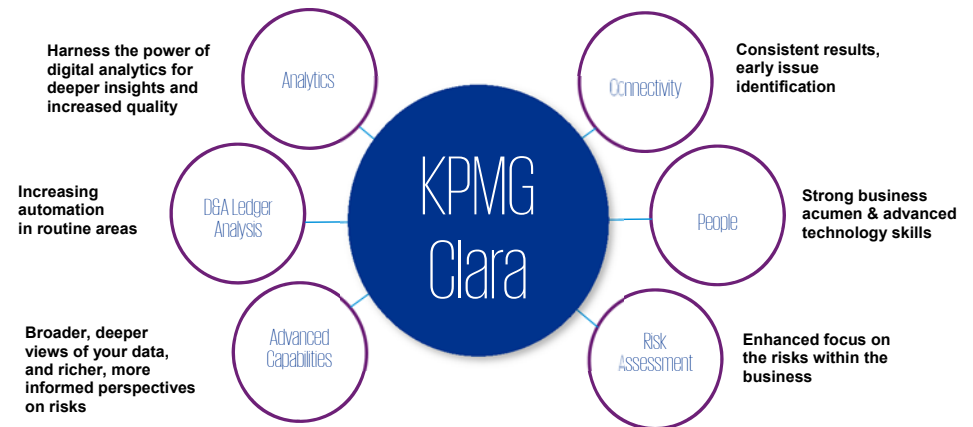 Harness the power of
digital analytics for
deeper insights and
increased quality
Analytics
Connectivity
Consistent results,
early issue
identification
Increasing
automation
in routine areas
D&A Ledger
Analysis
KPMG
Clara
People
Strong business
acumen & advanced
technology skills
Broader, deeper
views of your data,
and richer, more
informed perspectives
on risks
Advanced
Capabilities
Risk
Assessment
Enhanced focus on
the risks within the
business